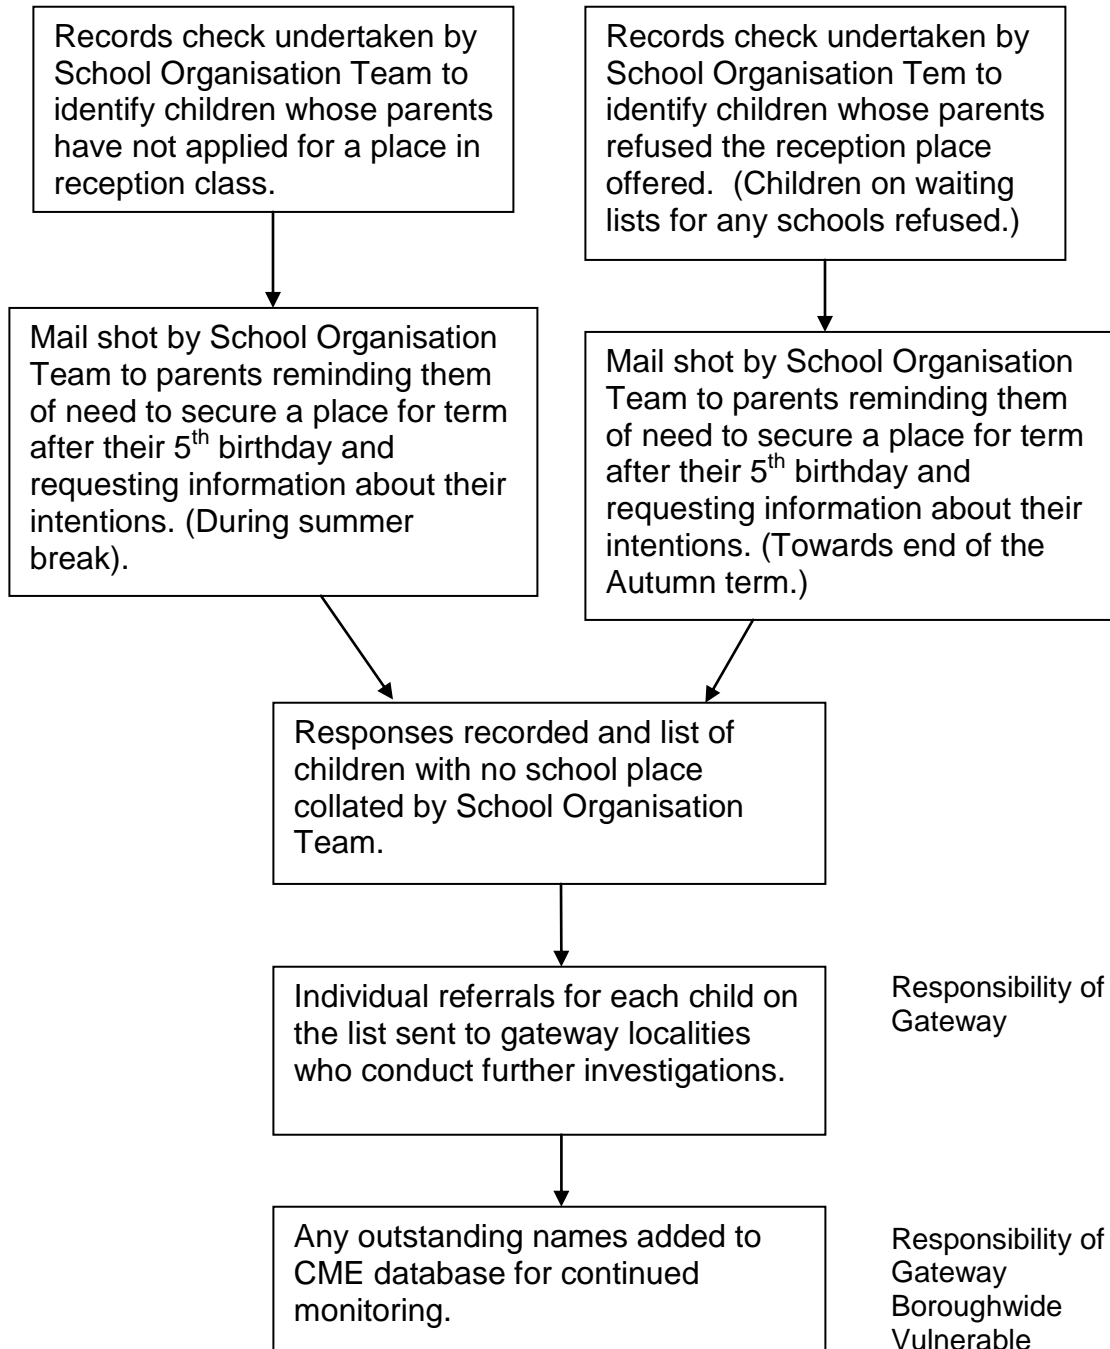 Records check undertaken by
School Organisation Team to
identify children whose parents
have not applied for a place in
reception class.
Records check undertaken by
School Organisation Tem to
identify children whose parents
refused the reception place
offered.  (Children on waiting
lists for any schools refused.)
Mail shot by School Organisation
Team to parents reminding them
of need to secure a place for term
after their 5th birthday and
requesting information about their
intentions. (During summer
break).
Mail shot by School Organisation
Team to parents reminding them
of need to secure a place for term
after their 5th birthday and
requesting information about their
intentions. (Towards end of the
Autumn term.)
Responses recorded and list of
children with no school place
collated by School Organisation
Team.
Individual referrals for each child on
the list sent to gateway localities
who conduct further investigations.
Responsibility of
Gateway
Any outstanding names added to
CME database for continued
monitoring.
Responsibility of
Gateway
Boroughwide
Vulnerable